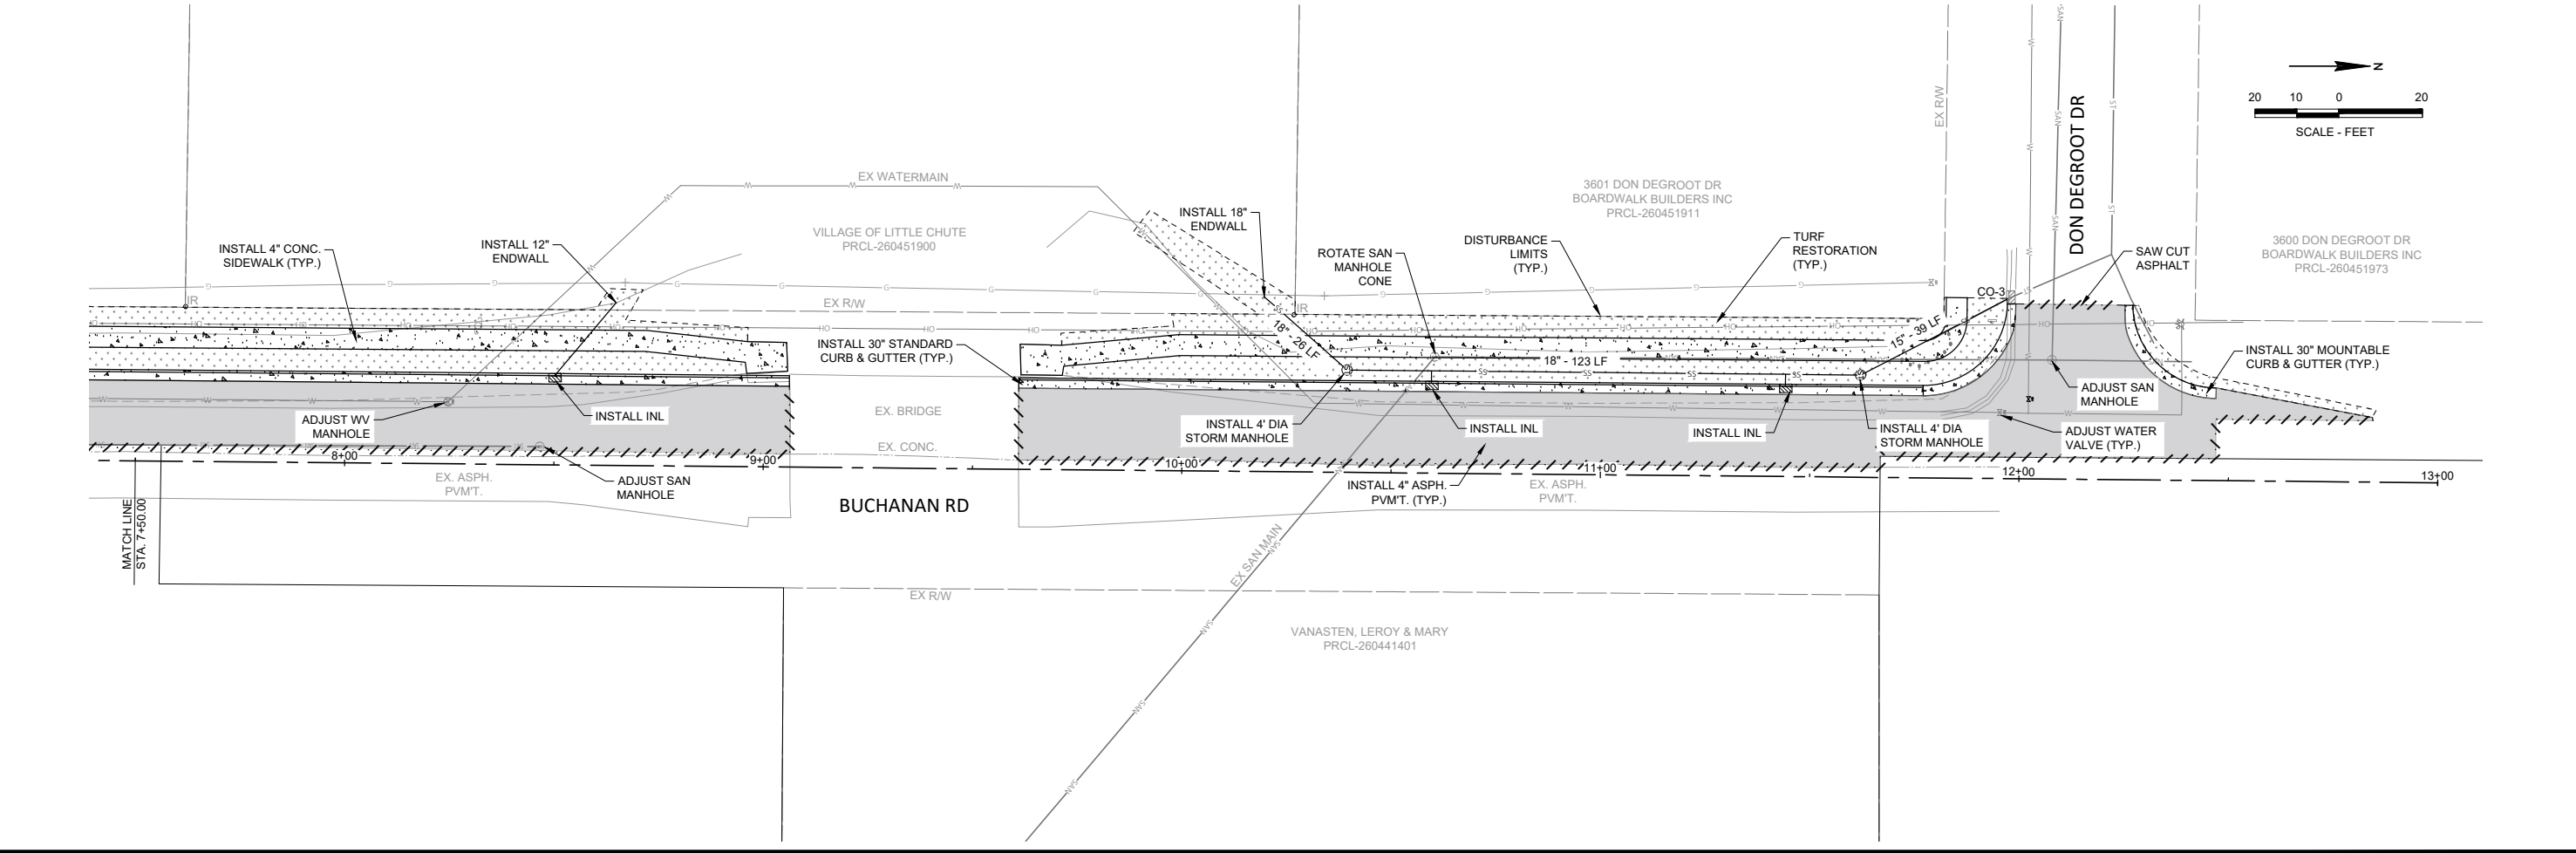 EX R/W
DON DEGROOT DR
N
20 10 0 20
SCALE - FEET
EX WATERMAIN
VILLAGE OF LITTLE CHUTE
PRCL-260451900
3601 DON DEGROOT DR
BOARDWALK BUILDERS INC
PRCL-260451911
3600 DON DEGROOT DR
BOARDWALK BUILDERS INC
PRCL-260451973
INSTALL 4" CONC.
SIDEWALK (TYP.)
INSTALL 12"
ENDWALL
INSTALL 18"
ENDWALL
ROTATE SAN
MANHOLE
CONE
DISTURBANCE
LIMITS
(TYP.)
TURF
RESTORATION
(TYP.)
SAW CUT
ASPHALT
CO-3
IR
EX R/W
IR
INSTALL 30" STANDARD
CURB & GUTTER (TYP.)
18" 26 LF
18" - 123 LF
15" - 39 LF
INSTALL 30" MOUNTABLE
CURB & GUTTER (TYP.)
ADJUST WV
MANHOLE
INSTALL INL
EX. BRIDGE
EX. CONC.
INSTALL 4' DIA
STORM MANHOLE
INSTALL INL
INSTALL INL
INSTALL 4' DIA
STORM MANHOLE
ADJUST SAN
MANHOLE
ADJUST WATER
VALVE (TYP.)
8+00
9+00
10+00
11+00
12+00
13+00
EX. ASPH.
PVM'T.
ADJUST SAN
MANHOLE
BUCHANAN RD
INSTALL 4" ASPH.
PVM'T. (TYP.)
EX. ASPH.
PVM'T.
MATCH LINE
STA. 7+50.00
EX SAN MAIN
EX R/W
VANASTEN, LEROY & MARY
PRCL-260441401